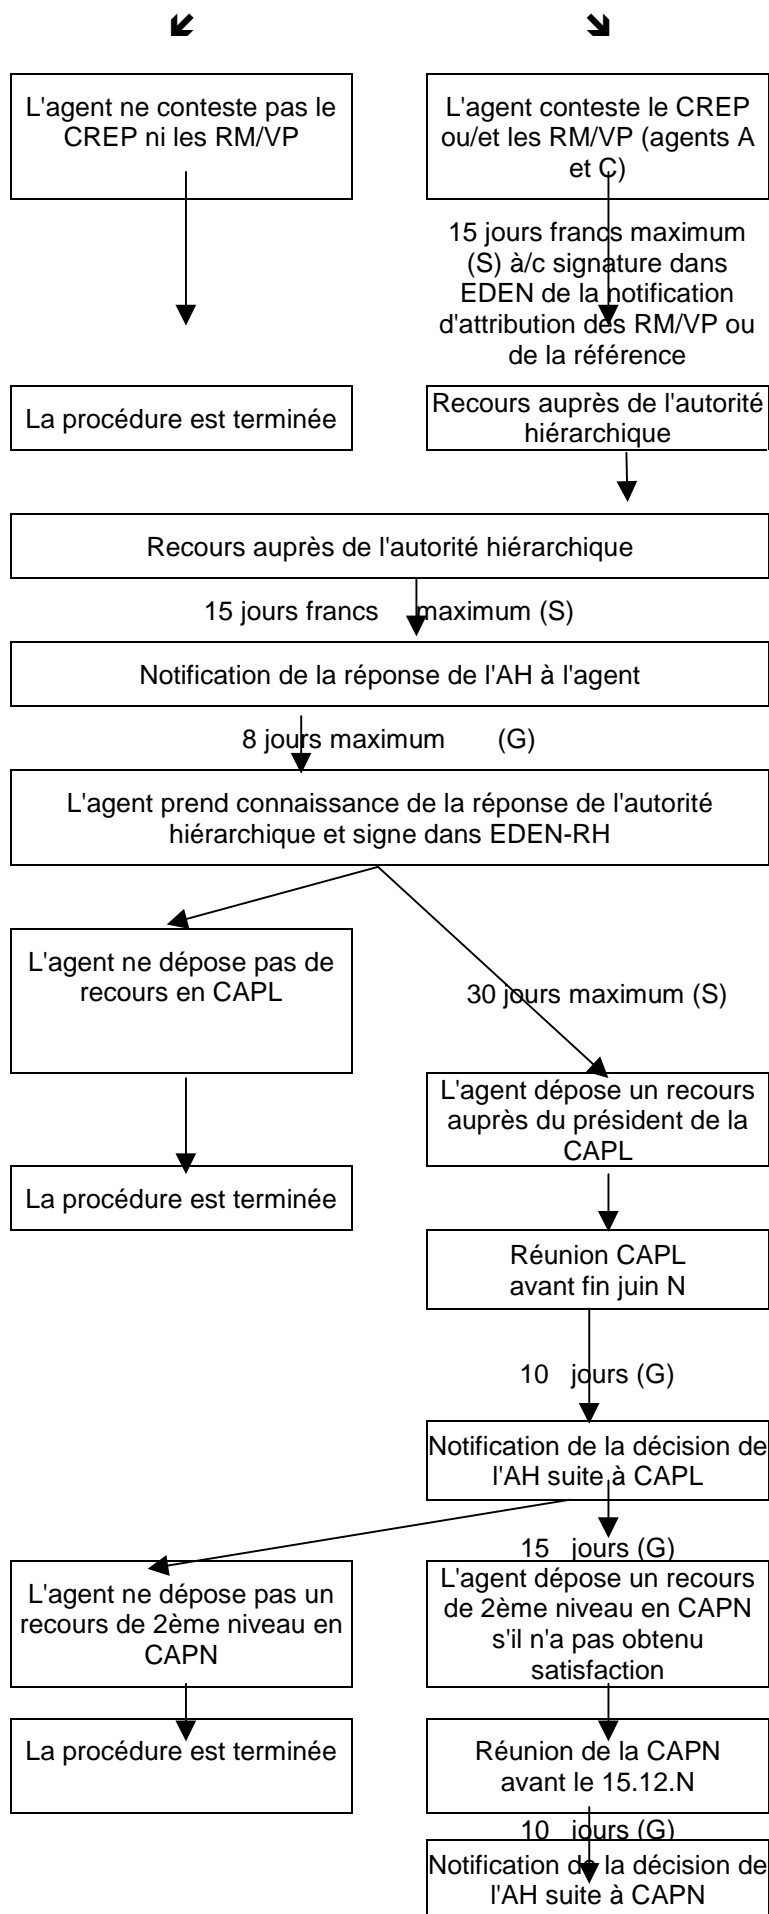 L'agent ne conteste pas le
CREP ni les RM/VP
L'agent conteste le CREP
ou/et les RM/VP (agents A
et C)
15 jours francs maximum
(S) à/c signature dans
EDEN de la notification
d'attribution des RM/VP ou
de la référence
La procédure est terminée
Recours auprès de l'autorité
hiérarchique
Recours auprès de l'autorité hiérarchique
15 jours francs maximum (S)
Notification de la réponse de l'AH à l'agent
8 jours maximum (G)
L'agent prend connaissance de la réponse de l'autorité
hiérarchique et signe dans EDEN-RH
L'agent ne dépose pas de
recours en CAPL
30 jours maximum (S)
L'agent dépose un recours
auprès du président de la
CAPL
La procédure est terminée
Réunion CAPL
avant fin juin N
10 jours (G)
Notification de la décision de
l'AH suite à CAPL
15 jours (G)
L'agent ne dépose pas un
recours de 2ème niveau en
CAPN
L'agent dépose un recours
de 2ème niveau en CAPN
s'il n'a pas obtenu
satisfaction
La procédure est terminée
Réunion de la CAPN
avant le 15.12.N
10 jours (G)
Notification de la décision de
l'AH suite à CAPN